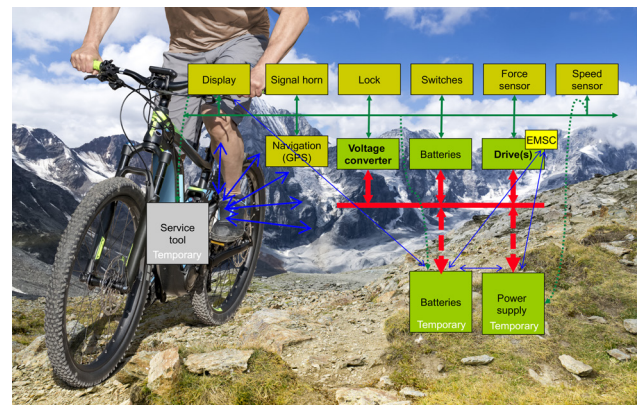 Display
Signal horn
Lock
Switches
Force
sensor
Speed
sensor
EMSC
Navigation
(GPS)
Voltage
converter
Batteries
Drive(s)
Service
tool
Temporary
Batteries
Temporary
Power
supply
Temporary